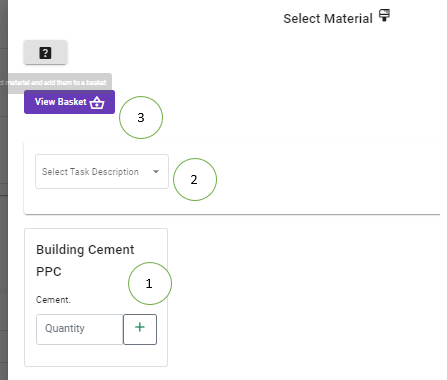 Select Material
?
ct material and add them to a basket
View Basket
3
Select Task Description
2
Building Cement
PPC
1
Cement.
Quantity
+